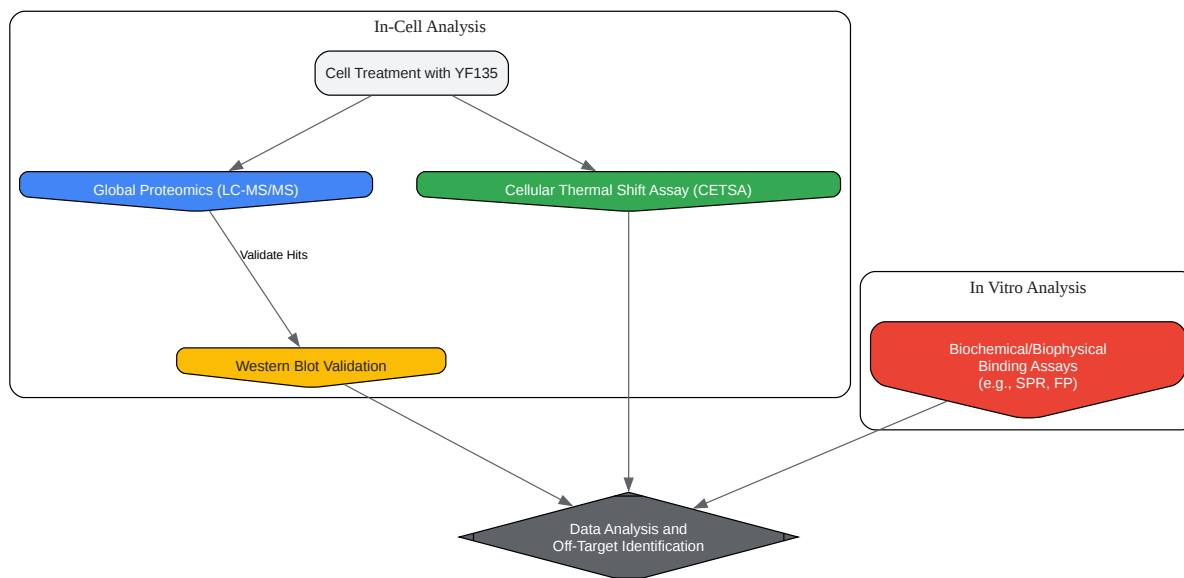 In-Cell Analysis
Cell Treatment with YF135
Global Proteomics (LC-MS/MS)
Cellular Thermal Shift Assay (CETSA)
Validate Hits
Western Blot Validation
In Vitro Analysis
Biochemical/Biophysical
Binding Assays
(e.g., SPR, FP)
Data Analysis and
Off-Target Identification